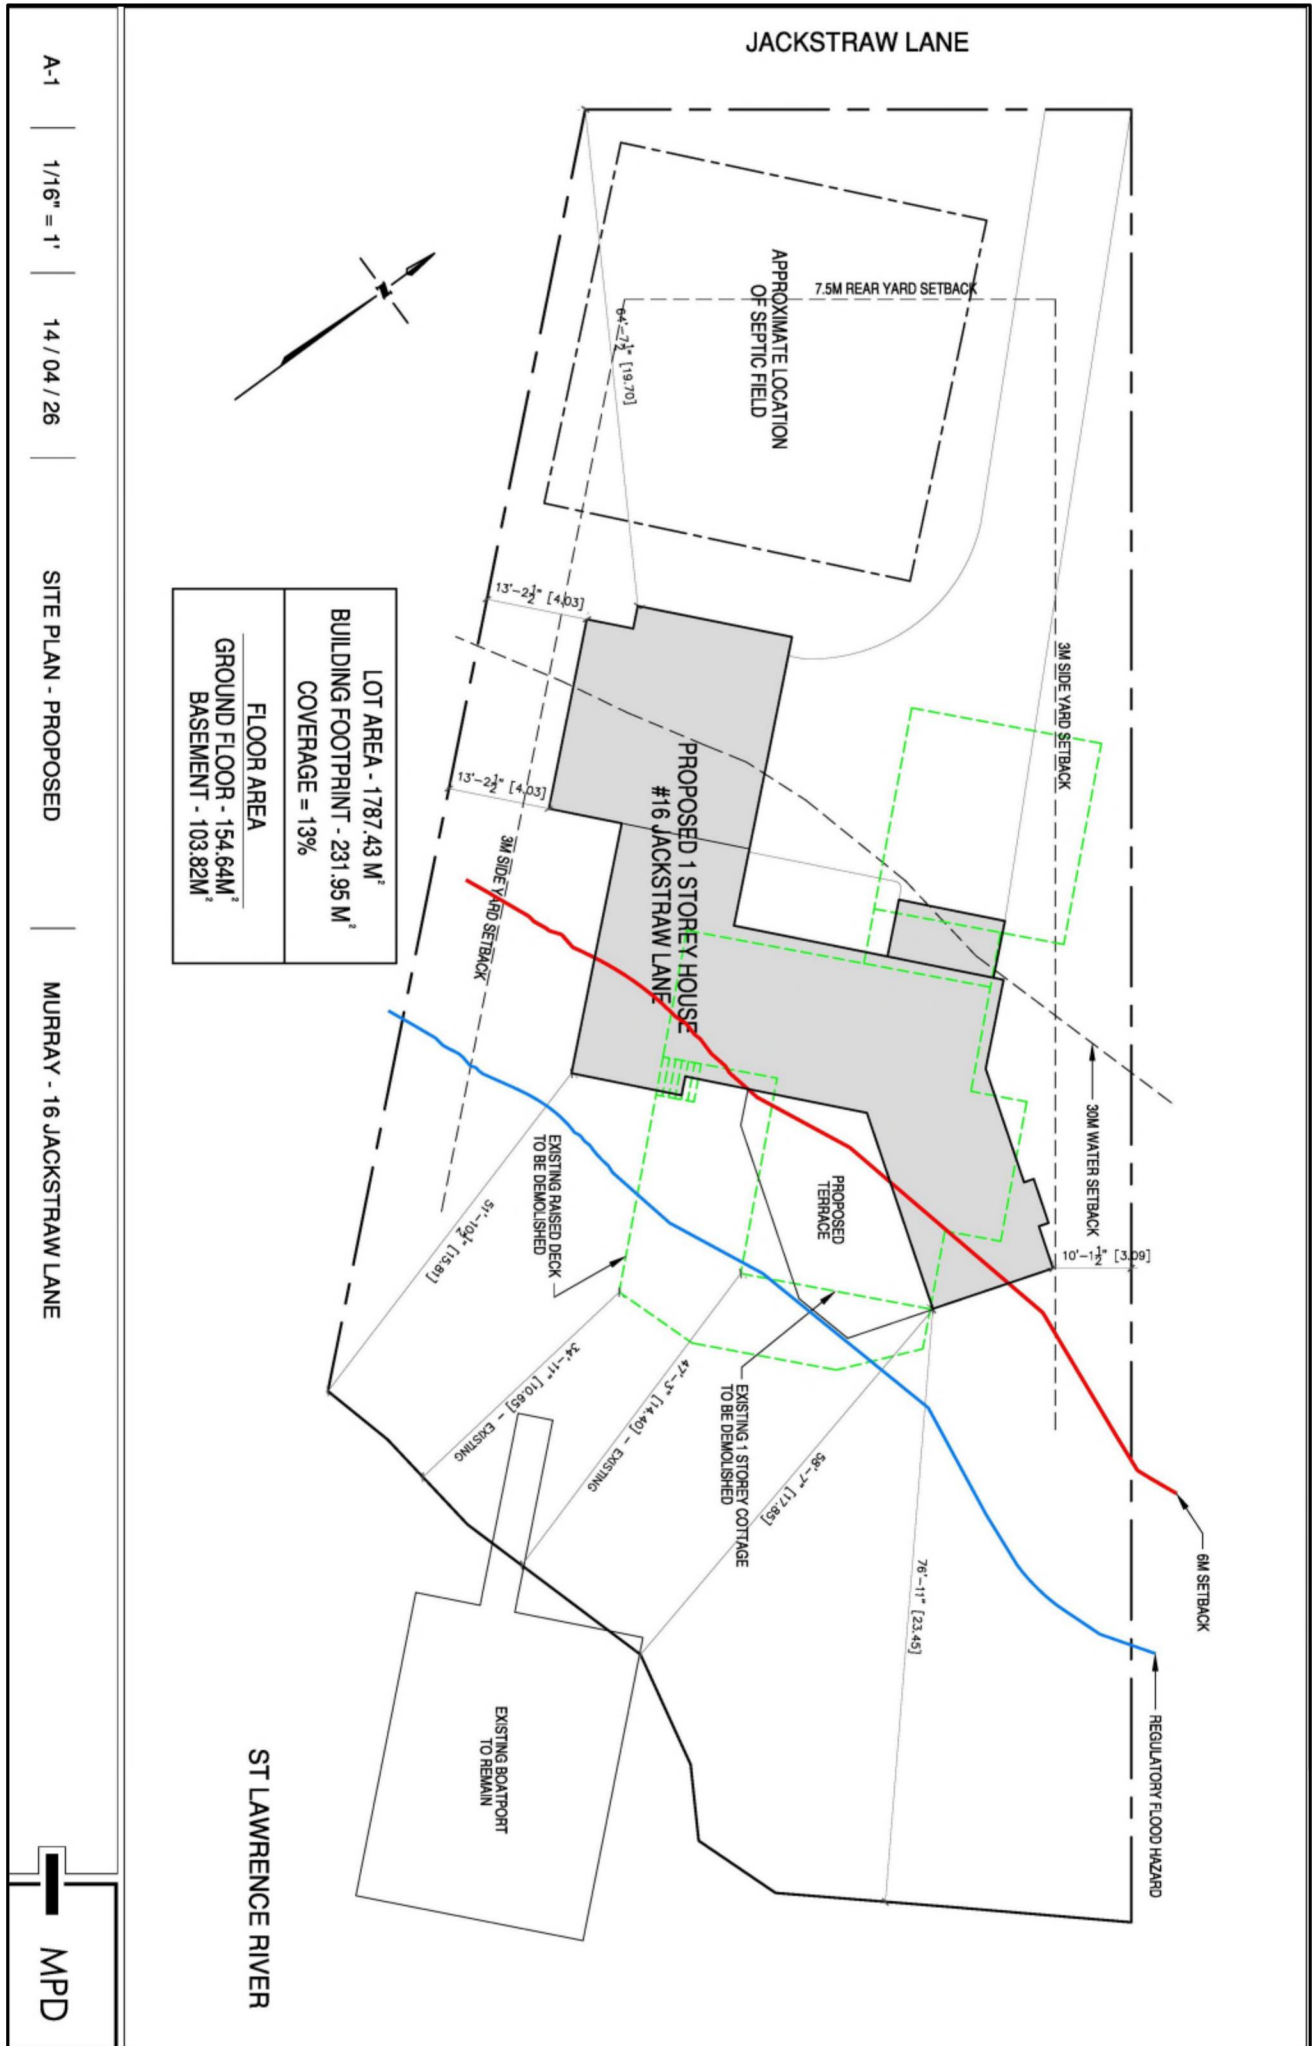 JACKSTRAW LANE
APPROXIMATE LOCATION
OF SEPTIC FIELD
7.5M REAR YARD SETBACK
64'-7½" [19.70]
3M SIDE YARD SETBACK
13'-2½" [4.03]
13'-2½" [4.03]
3M SIDE YARD SETBACK
PROPOSED 1 STOREY HOUSE
#16 JACKSTRAW LANE
30M WATER SETBACK
10'-1½" [3.09]
PROPOSED
TERRACE
EXISTING RAISED DECK
TO BE DEMOLISHED
EXISTING 1 STOREY COTTAGE
TO BE DEMOLISHED
51'-10½" [15.81]
34'-11" [10.65] - EXISTING
47'-3" [14.40] - EXISTING
58'-7" [17.85]
76'-11" [23.45]
6M SETBACK
REGULATORY FLOOD HAZARD
EXISTING BOATPORT
TO REMAIN
ST LAWRENCE RIVER
LOT AREA - 1787.43 M²
BUILDING FOOTPRINT - 231.95 M²
COVERAGE = 13%
FLOOR AREA
GROUND FLOOR - 154.64M²
BASEMENT - 103.82M²
A-1
1/16" = 1'
14 / 04 / 26
SITE PLAN - PROPOSED
MURRAY - 16 JACKSTRAW LANE
MPD